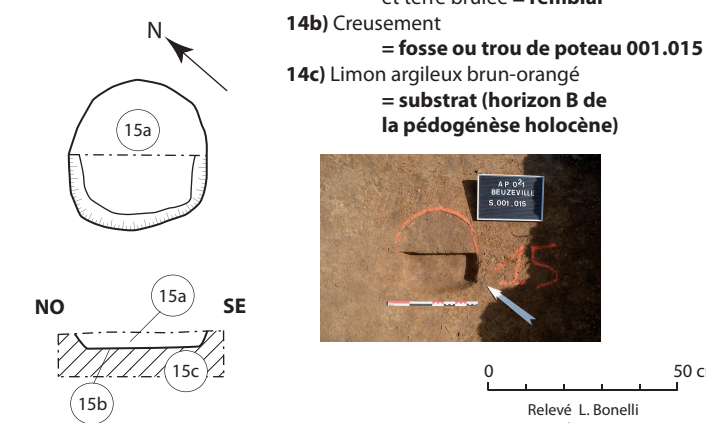 et terre brûlée = remblai
14b) Creusement
= fosse ou trou de poteau 001.015
14c) Limon argileux brun-orangé
= substrat (horizon B de
la pédogénèse holocène)
N
15a
AP 021
BEUZEVILLE
S.001.015
15
NO
15a
SE
15c
15b
0
50 c
Relevé L. Bonelli